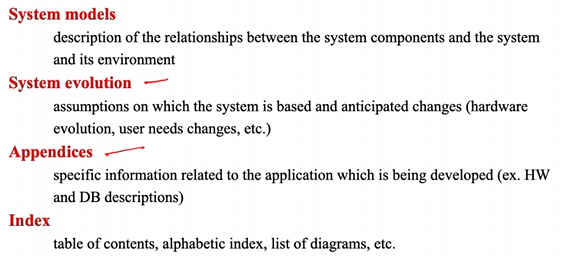 System models
description of the relationships between the system components and the system
and its environment
System evolution
assumptions on which the system is based and anticipated changes (hardware
evolution, user needs changes, etc.)
Appendices
specific information related to the application which is being developed (ex. HW
and DB descriptions)
Index
table of contents, alphabetic index, list of diagrams, etc.